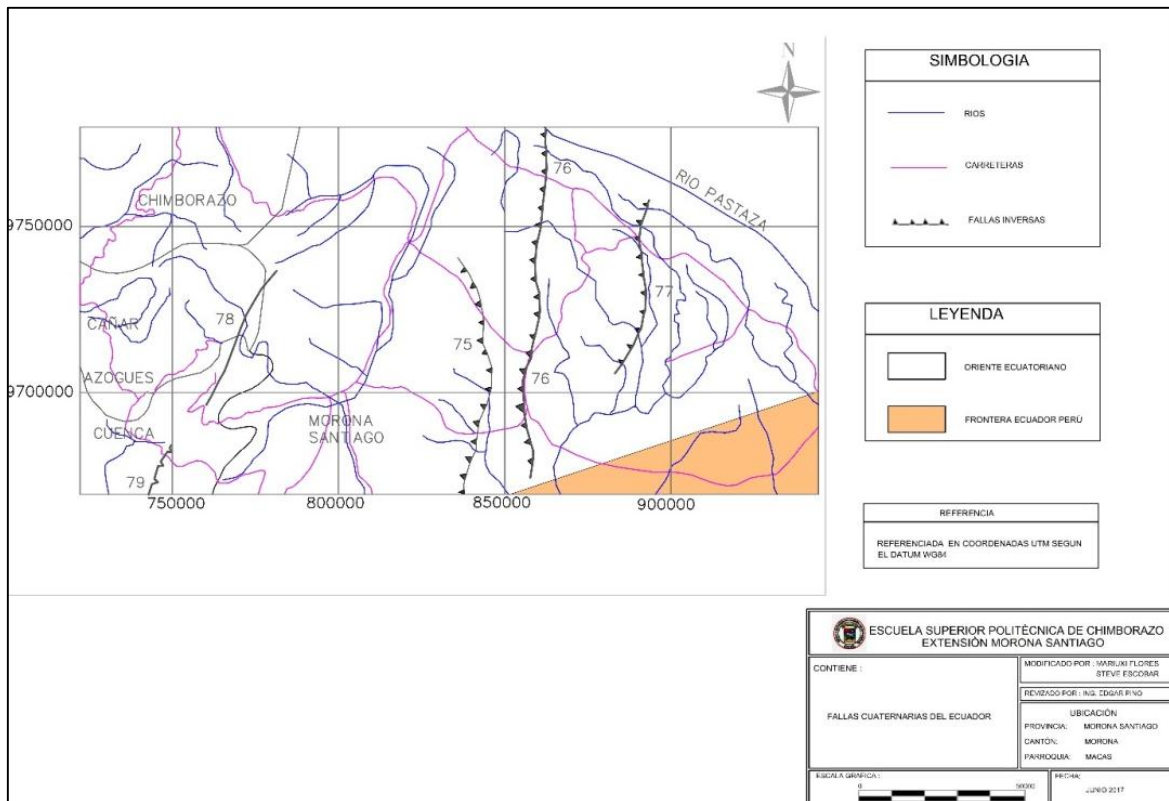 N
76
RIO PASTAZA
CHIMBORAZO
9750000
77
78
CAÑAR
75
AZOGUES
76
9700000
CUENCA
MORONA
SANTIAGO
79
750000
800000
850000
900000
SIMBOLOGIA
RIOS
CARRETERAS
FALLAS INVERSAS
LEYENDA
ORIENTE ECUATORIANO
FRONTERA ECUADOR PERÚ
REFERENCIA
REFERENCIADA EN COORDENADAS UTM SEGUN
EL DATUM WG84
ESCUELA SUPERIOR POLITÉCNICA DE CHIMBORAZO
EXTENSIÓN MORONA SANTIAGO
CONTIENE :
FALLAS CUATERNARIAS DEL ECUADOR
MODIFICADO POR : MARIUXI FLORES
STEVE ESCOBAR
REVIZADO POR : ING. EDGAR PINO
UBICACIÓN
PROVINCIA: MORONA SANTIAGO
CANTÓN: MORONA
PARROQUIA: MACAS
ESCALA GRAFICA :
0
50000
FECHA:
JUNIO 2017